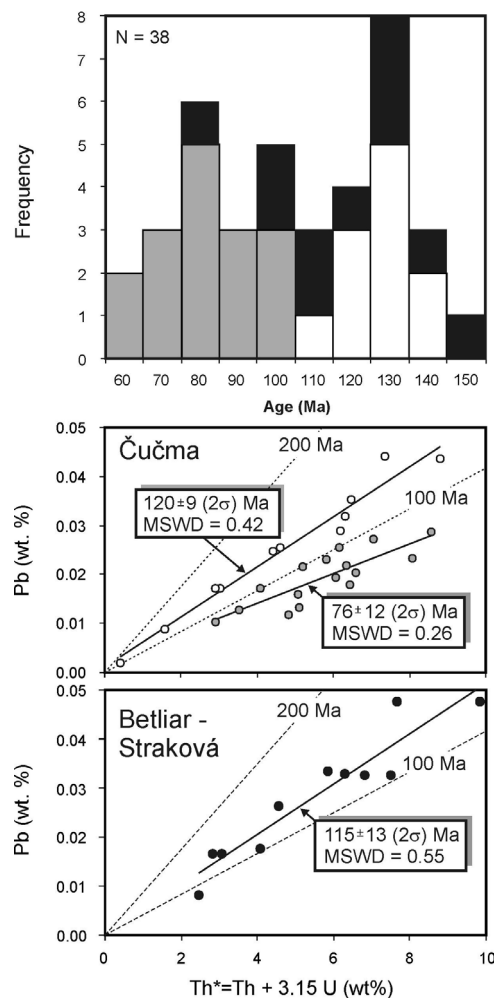 8
7
6
5
4
3
2
1
0
Frequency
N = 38
60 70 80 90 100 110 120 130 140 150
Age (Ma)
0.05
0.04
0.03
0.02
0.01
0.00
Pb (wt. %)
Čučma
200 Ma
100 Ma
120±9 (2σ) Ma
MSWD = 0.42
76±12 (2σ) Ma
MSWD = 0.26
0.05
0.04
0.03
0.02
0.01
0.00
Pb (wt. %)
Betliar -
Straková
200 Ma
100 Ma
115±13 (2σ) Ma
MSWD = 0.55
0 2 4 6 8 10
Th*=Th + 3.15 U (wt%)